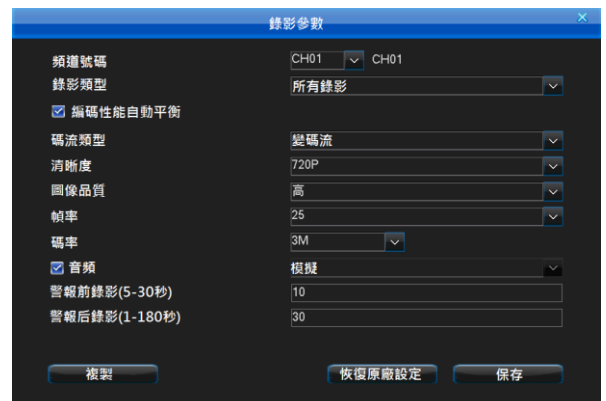 錄影參數
頻道號碼 CH01 CH01
錄影類型 所有錄影
編碼性能自動平衡
碼流類型 變碼流
清晰度 720P
圖像品質 高
幀率 25
碼率 3M
音頻 模擬
警報前錄影(5-30秒) 10
警報后錄影(1-180秒) 30
複製 恢復原廠設定 保存